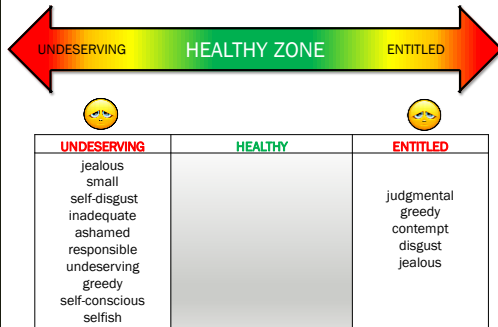 UNDESERVING HEALTHY ZONE ENTITLED
UNDESERVING HEALTHY ENTITLED
jealous
small
self-disgust
inadequate
ashamed
responsible
undeserving
greedy
self-conscious
selfish
judgmental
greedy
contempt
disgust
jealous